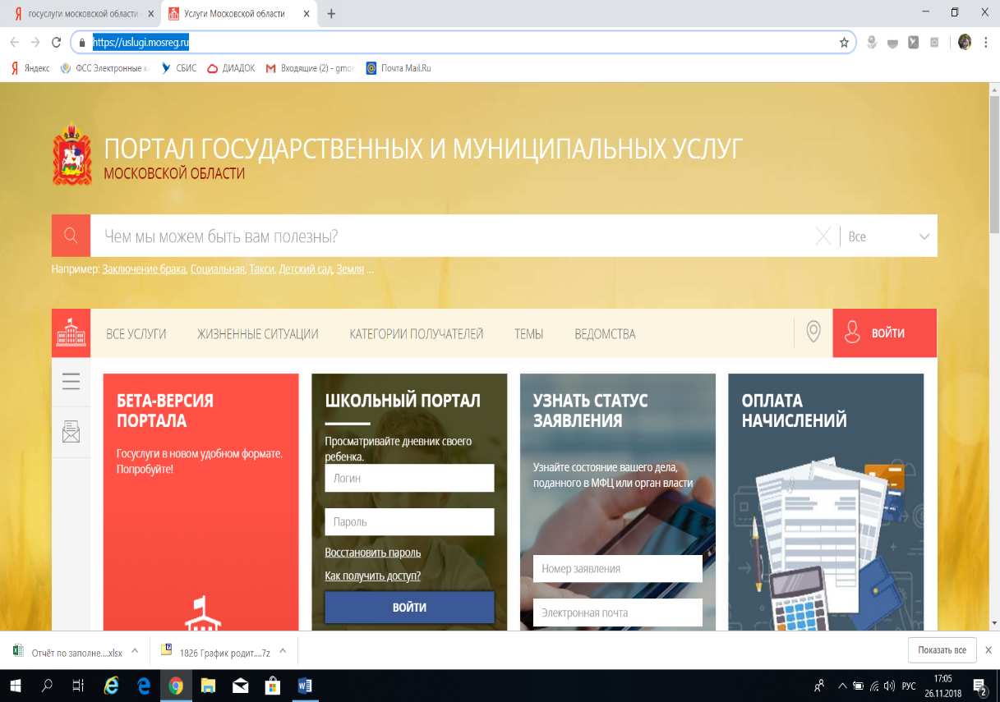 госуслуги московской области
Услуги Московской области
https://uslugi.mosreg.ru
Яндекс
ФСС Электронные к
СБИС
ДИАДОК
Входящие (2) - gmor
Почта Mail.Ru
ПОРТАЛ ГОСУДАРСТВЕННЫХ И МУНИЦИПАЛЬНЫХ УСЛУГ
МОСКОВСКОЙ ОБЛАСТИ
Чем мы можем быть вам полезны?
Все
Например: Заключение брака, Социальная, Такси, Детский сад, Земля ...
ВСЕ УСЛУГИ
ЖИЗНЕННЫЕ СИТУАЦИИ
КАТЕГОРИИ ПОЛУЧАТЕЛЕЙ
ТЕМЫ
ВЕДОМСТВА
ВОЙТИ
БЕТА-ВЕРСИЯ
ПОРТАЛА
Госуслуги в новом удобном формате.
Попробуйте!
ШКОЛЬНЫЙ ПОРТАЛ
Просматривайте дневник своего
ребенка.
Логин
Пароль
Восстановить пароль
Как получить доступ?
ВОЙТИ
УЗНАТЬ СТАТУС
ЗАЯВЛЕНИЯ
Узнайте состояние вашего дела,
поданного в МФЦ или орган власти
Номер заявления
Электронная почта
ОПЛАТА
НАЧИСЛЕНИЙ
Отчёт по заполне....xlsx
1826 График родит....7z
Показать все
РУС
17:05
26.11.2018
2